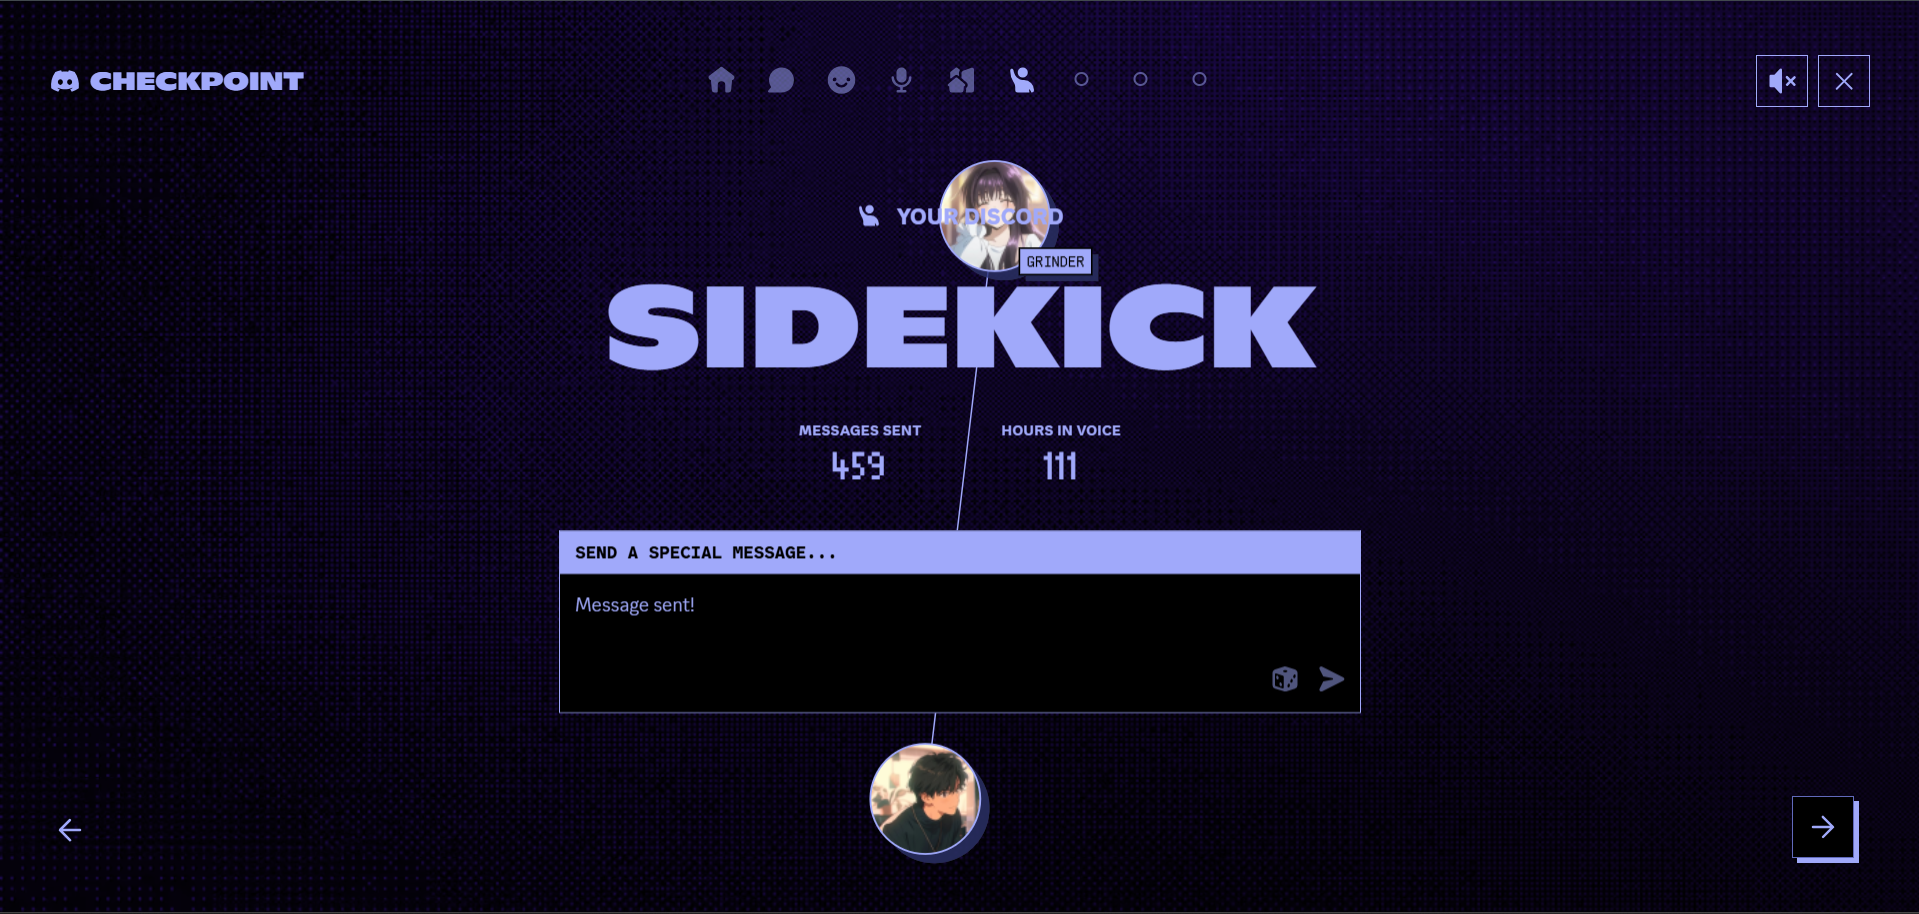 CHECKPOINT
YOUR DISCORD
GRINDER
SIDEKICK
MESSAGES SENT
HOURS IN VOICE
459
111
SEND A SPECIAL MESSAGE...
Message sent!